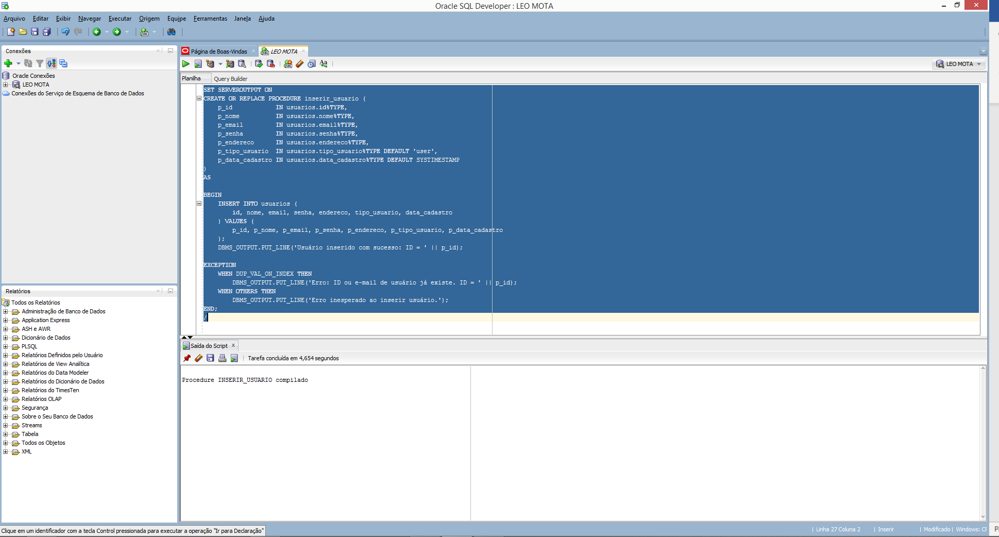 Oracle SQL Developer : LEO MOTA
Arquivo Editar Exibir Navegar Executar Origem Equipe Ferramentas Janela Ajuda
Conexões
Oracle Conexões
LEO MOTA
Conexões do Serviço de Esquema de Banco de Dados
Relatórios
Todos os Relatórios
Administração de Banco de Dados
Application Express
ASH e AWR
Dicionário de Dados
PLSQL
Relatórios Definidos pelo Usuário
Relatórios de View Analítica
Relatórios do Data Modeler
Relatórios do Dicionário de Dados
Relatórios do TimesTen
Relatórios OLAP
Segurança
Sobre o Seu Banco de Dados
Streams
Tabela
Todos os Objetos
XML
Página de Boas-Vindas LEO MOTA
LEO MOTA
Planilha Query Builder
SET SERVEROUTPUT ON
CREATE OR REPLACE PROCEDURE inserir_usuario (
    p_id            IN usuarios.id%TYPE,
    p_nome          IN usuarios.nome%TYPE,
    p_email         IN usuarios.email%TYPE,
    p_senha         IN usuarios.senha%TYPE,
    p_endereco      IN usuarios.endereco%TYPE,
    p_tipo_usuario  IN usuarios.tipo_usuario%TYPE DEFAULT 'user',
    p_data_cadastro IN usuarios.data_cadastro%TYPE DEFAULT SYSTIMESTAMP
)
AS
BEGIN
    INSERT INTO usuarios (
        id, nome, email, senha, endereco, tipo_usuario, data_cadastro
    ) VALUES (
        p_id, p_nome, p_email, p_senha, p_endereco, p_tipo_usuario, p_data_cadastro
    );
    DBMS_OUTPUT.PUT_LINE('Usuário inserido com sucesso: ID = ' || p_id);
EXCEPTION
    WHEN DUP_VAL_ON_INDEX THEN
        DBMS_OUTPUT.PUT_LINE('Erro: ID ou e-mail de usuário já existe. ID = ' || p_id);
    WHEN OTHERS THEN
        DBMS_OUTPUT.PUT_LINE('Erro inesperado ao inserir usuário.');
END;
/
Saída do Script
Tarefa concluída em 4,654 segundos
Procedure INSERIR_USUARIO compilado
Clique em um identificador com a tecla Control pressionada para executar a operação "Ir para Declaração"
Linha 27 Coluna 2 | Inserir | Modificado | Windows: